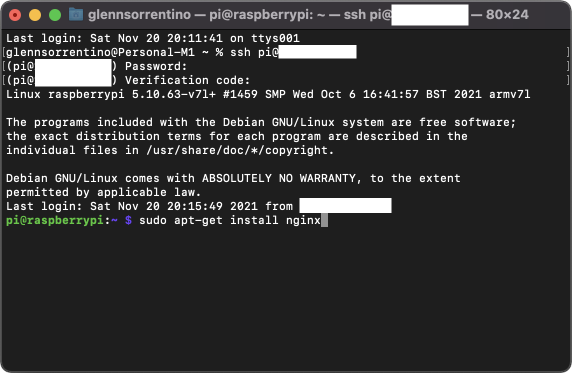 glennsorrentino — pi@raspberrypi: ~ — ssh pi@ — 80×24
Last login: Sat Nov 20 20:11:41 on ttys001
[glennsorrentino@Personal-M1 ~ % ssh pi@ ]
[(pi@ ) Password: ]
[(pi@ ) Verification code: ]
Linux raspberrypi 5.10.63-v7l+ #1459 SMP Wed Oct 6 16:41:57 BST 2021 armv7l
The programs included with the Debian GNU/Linux system are free software;
the exact distribution terms for each program are described in the
individual files in /usr/share/doc/*/copyright.
Debian GNU/Linux comes with ABSOLUTELY NO WARRANTY, to the extent
permitted by applicable law.
Last login: Sat Nov 20 20:15:49 2021 from
pi@raspberrypi:~ $ sudo apt-get install nginx